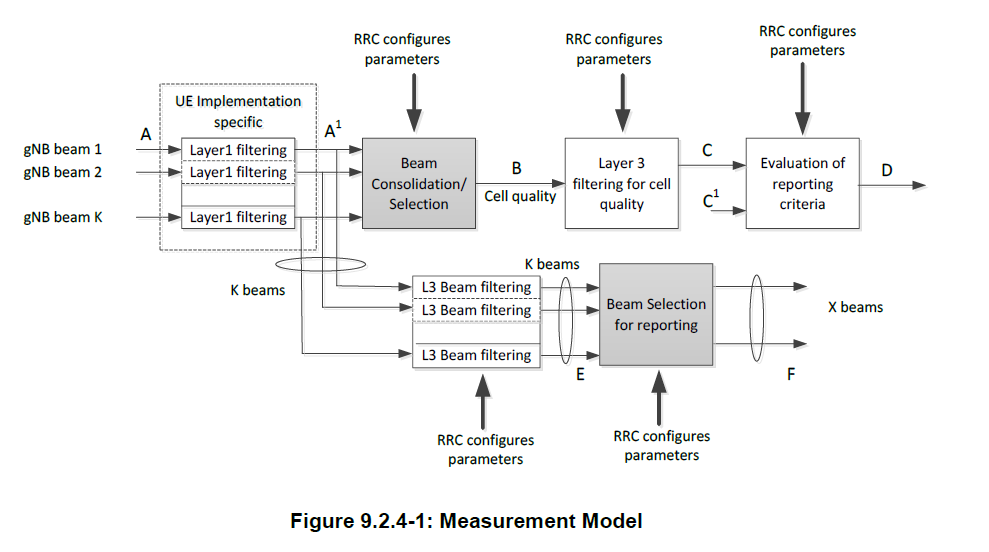 RRC configures
parameters
RRC configures
parameters
RRC configures
parameters
UE Implementation
specific
A
A1
gNB beam 1
gNB beam 2
gNB beam K
Layer1 filtering
Layer1 filtering
Layer1 filtering
Beam
Consolidation/
Selection
B
Cell quality
Layer 3
filtering for cell
quality
C
C1
Evaluation of
reporting
criteria
D
K beams
L3 Beam filtering
L3 Beam filtering
L3 Beam filtering
K beams
E
Beam Selection
for reporting
X beams
F
RRC configures
parameters
RRC configures
parameters
Figure 9.2.4-1: Measurement Model